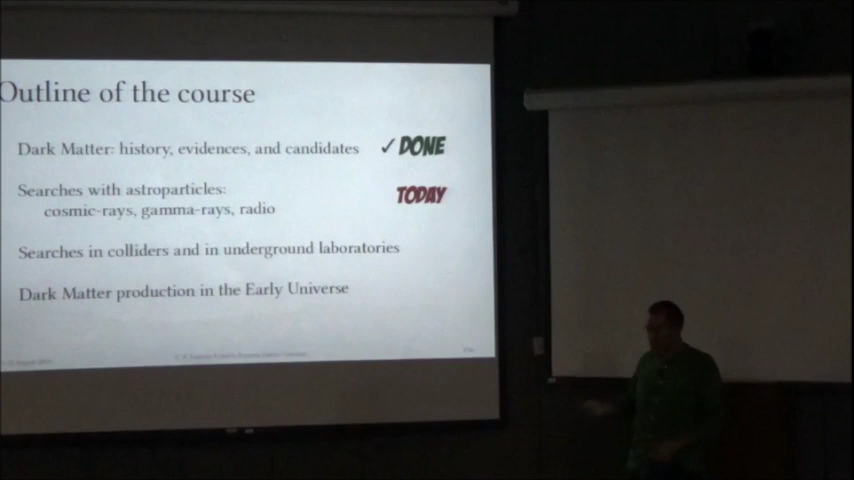 Outline of the course
Dark Matter: history, evidences, and candidates ✓ DONE
Searches with astroparticles: TODAY
cosmic-rays, gamma-rays, radio
Searches in colliders and in underground laboratories
Dark Matter production in the Early Universe